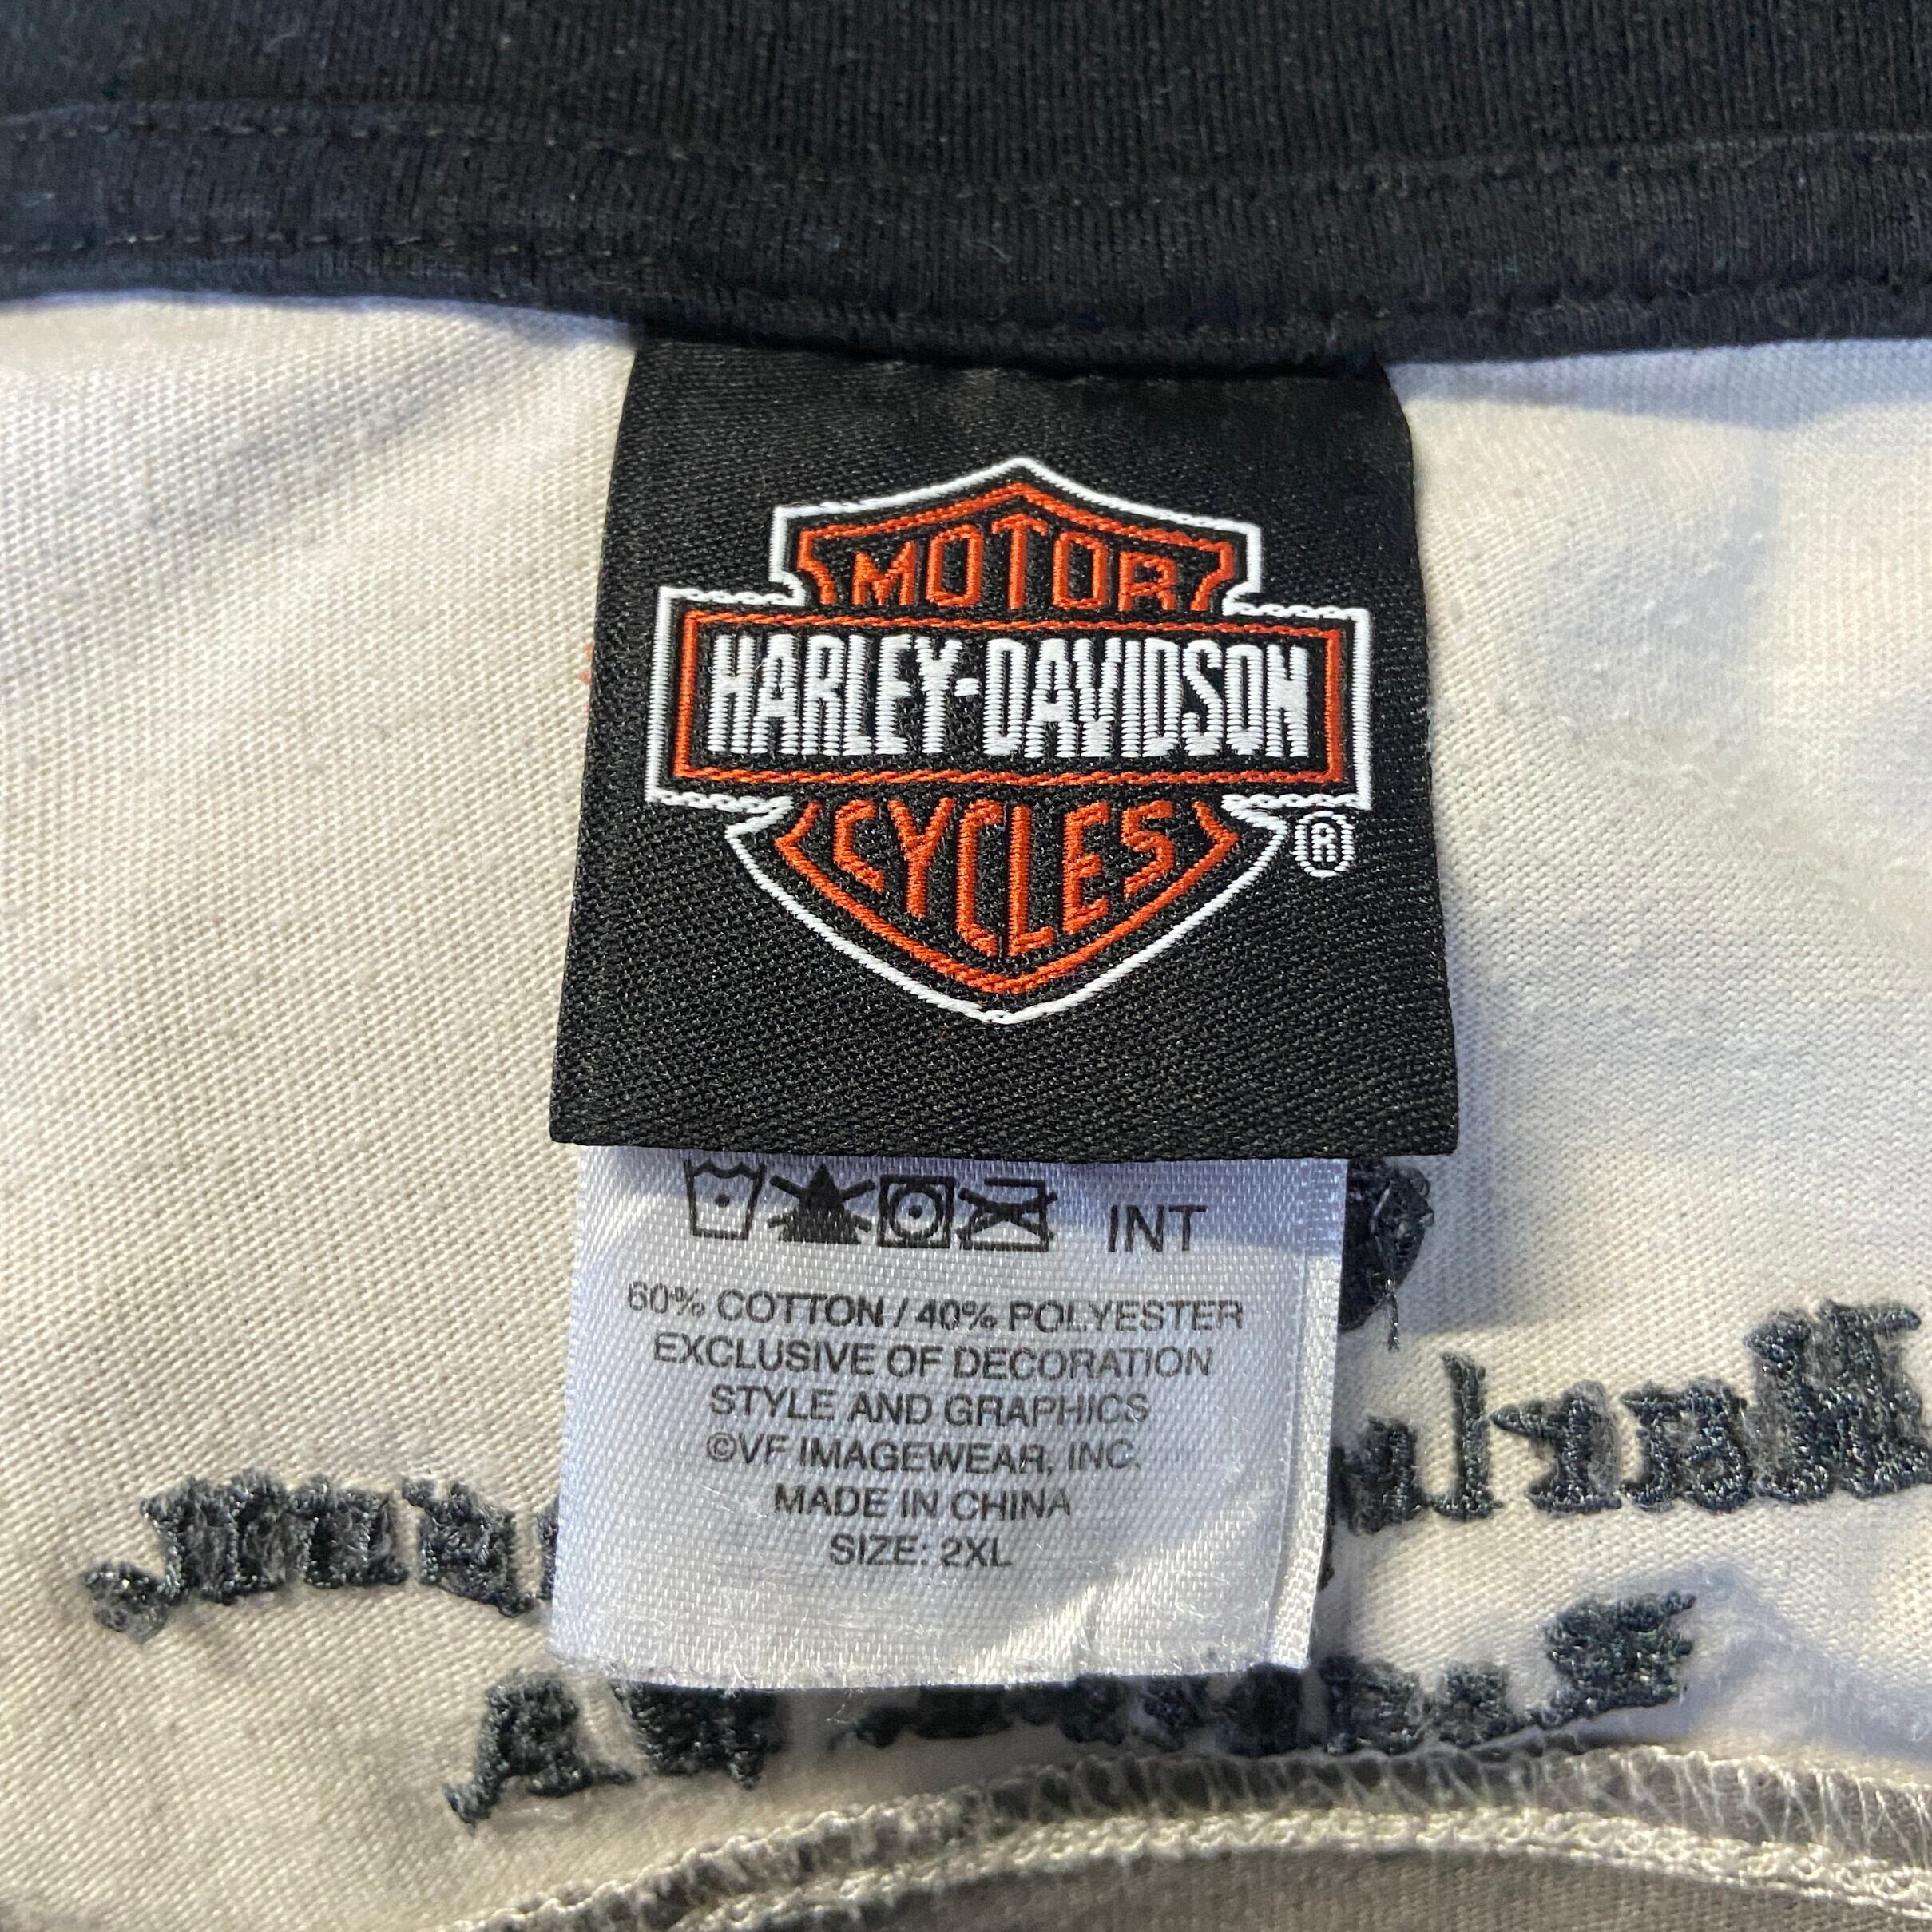 MOTOR
HARLEY-DAVIDSON
CYCLES
®
INT
60% COTTON / 40% POLYESTER
EXCLUSIVE OF DECORATION
STYLE AND GRAPHICS
©VF IMAGEWEAR, INC.
MADE IN CHINA
SIZE: 2XL